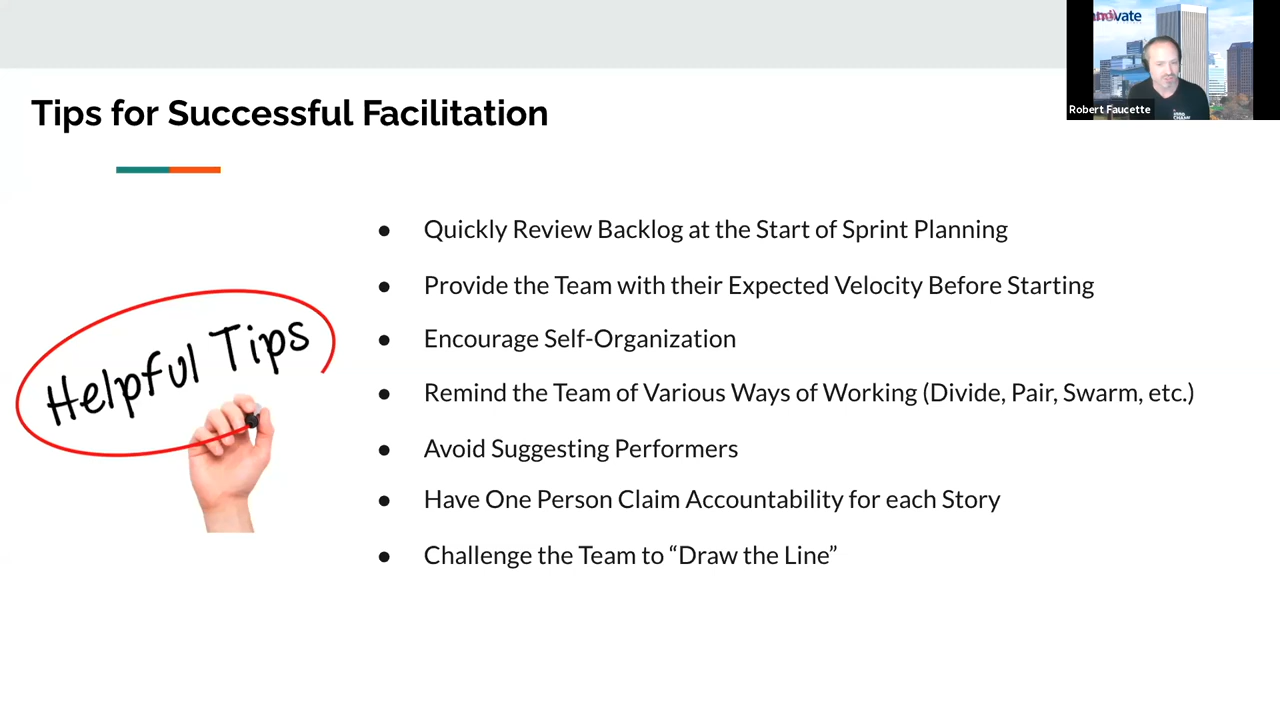 Tips for Successful Facilitation
Robert Faucette
Helpful Tips
● Quickly Review Backlog at the Start of Sprint Planning
● Provide the Team with their Expected Velocity Before Starting
● Encourage Self-Organization
● Remind the Team of Various Ways of Working (Divide, Pair, Swarm, etc.)
● Avoid Suggesting Performers
● Have One Person Claim Accountability for each Story
● Challenge the Team to “Draw the Line”